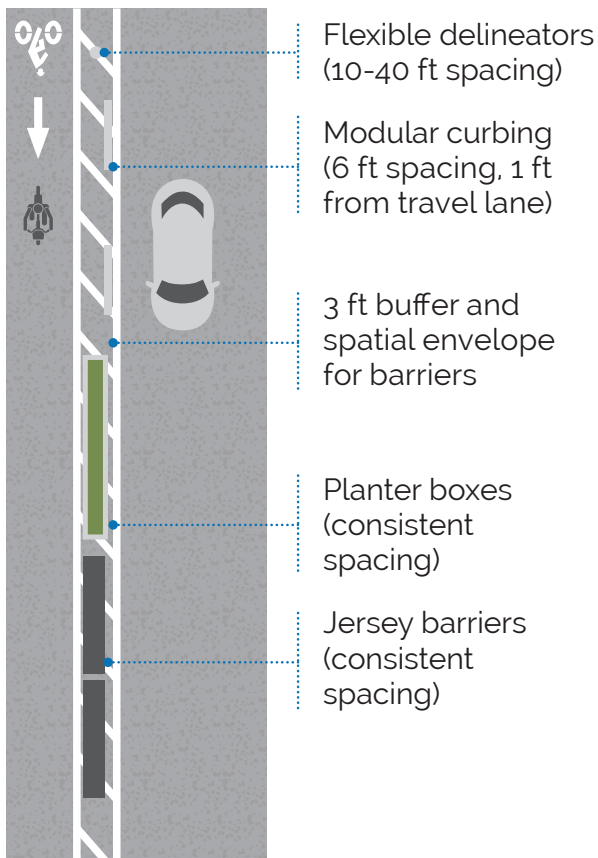 Flexible delineators
(10-40 ft spacing)
Modular curbing
(6 ft spacing, 1 ft
from travel lane)
3 ft buffer and
spatial envelope
for barriers
Planter boxes
(consistent
spacing)
Jersey barriers
(consistent
spacing)